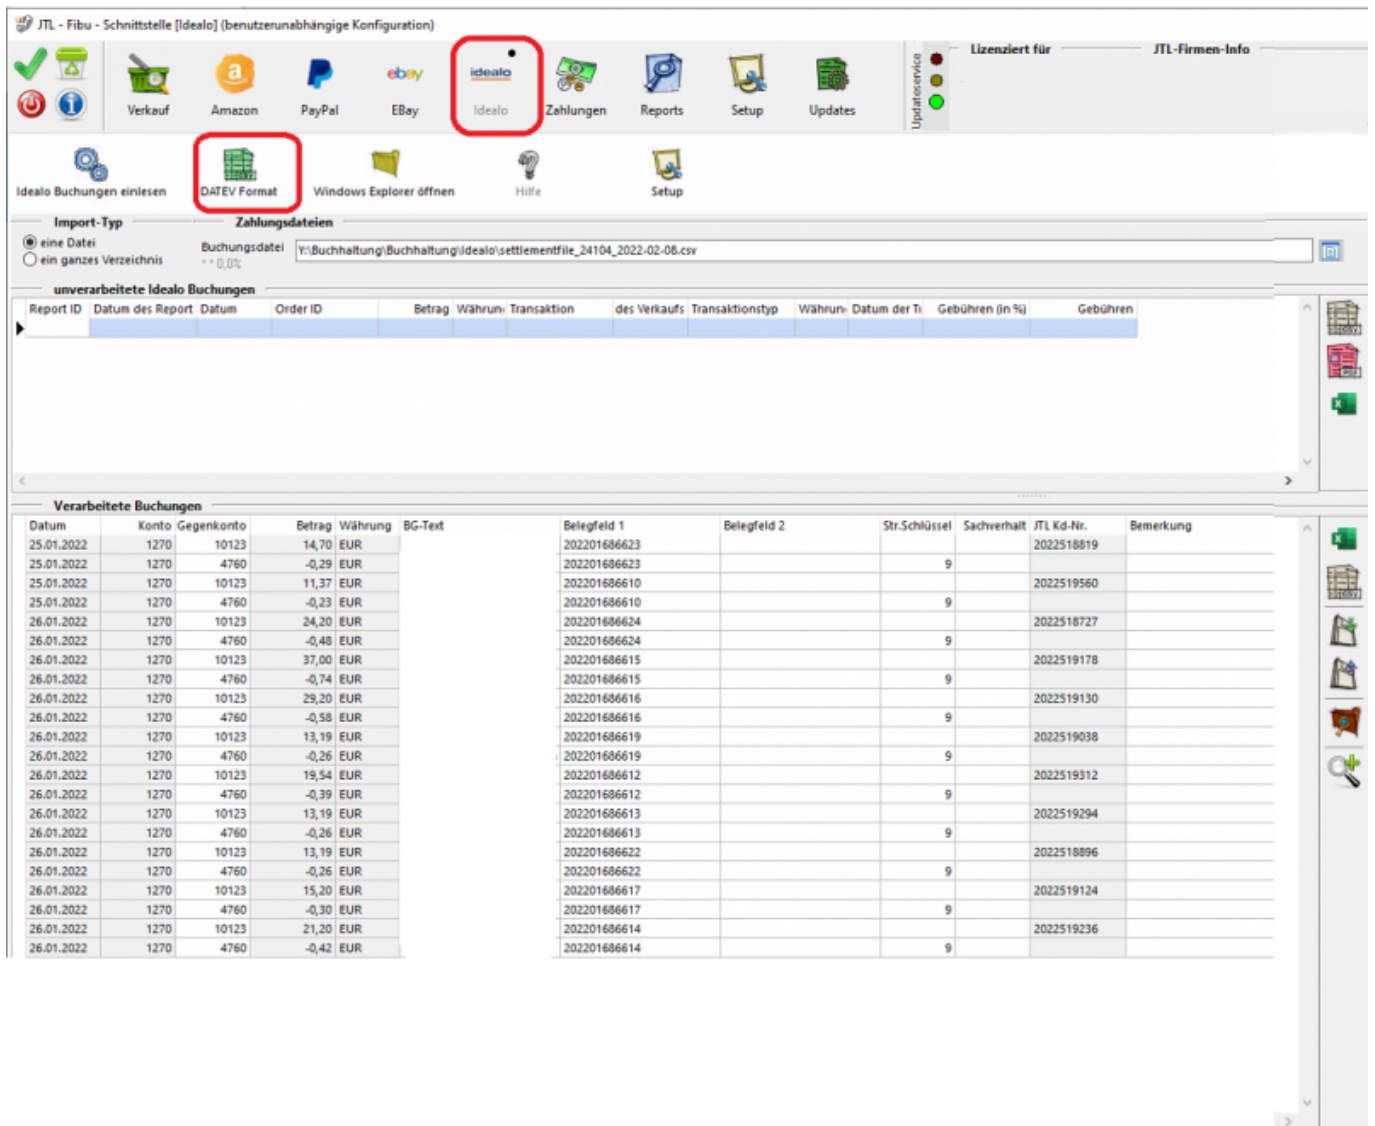 JTL - Fibu - Schnittstelle [Idealo] (benutzerunabhängige Konfiguration)
Verkauf
a
Amazon
PayPal
ebay
EBay
idealo
Idealo
Zahlungen
Reports
Setup
Updates
Updateservice
Lizenziert für
JTL-Firmen-Info
Idealo Buchungen einlesen
DATEV Format
Windows Explorer öffnen
Hilfe
Setup
Import-Typ
Zahlungsdateien
eine Datei
ein ganzes Verzeichnis
Buchungsdatei Y:\Buchhaltung\Buchhaltung\Idealo\settlementfile_24104_2022-02-08.csv
* * 0,0%
unverarbeitete Idealo Buchungen
Report ID Datum des Report Datum Order ID Betrag Währun Transaktion des Verkaufs Transaktionstyp Währun Datum der Gebühren (in %) Gebühren
PDF
Verarbeitete Buchungen
Datum Konto Gegenkonto Betrag Währung BG-Text Belegfeld 1 Belegfeld 2 Str.Schlüssel Sachverhalt JTL Kd-Nr. Bemerkung
25.01.2022 1270 10123 14,70 EUR 202201686623 2022518819
25.01.2022 1270 4760 -0,29 EUR 202201686623 9
25.01.2022 1270 10123 11,37 EUR 202201686610 2022519560
25.01.2022 1270 4760 -0,23 EUR 202201686610 9
26.01.2022 1270 10123 24,20 EUR 202201686624 2022518727
26.01.2022 1270 4760 -0,48 EUR 202201686624 9
26.01.2022 1270 10123 37,00 EUR 202201686615 2022519178
26.01.2022 1270 4760 -0,74 EUR 202201686615 9
26.01.2022 1270 10123 29,20 EUR 202201686616 2022519130
26.01.2022 1270 4760 -0,58 EUR 202201686616 9
26.01.2022 1270 10123 13,19 EUR 202201686619 2022519038
26.01.2022 1270 4760 -0,26 EUR 202201686619 9
26.01.2022 1270 10123 19,54 EUR 202201686612 2022519312
26.01.2022 1270 4760 -0,39 EUR 202201686612 9
26.01.2022 1270 10123 13,19 EUR 202201686613 2022519294
26.01.2022 1270 4760 -0,26 EUR 202201686613 9
26.01.2022 1270 10123 13,19 EUR 202201686622 2022518896
26.01.2022 1270 4760 -0,26 EUR 202201686622 9
26.01.2022 1270 10123 15,20 EUR 202201686617 2022519124
26.01.2022 1270 4760 -0,30 EUR 202201686617 9
26.01.2022 1270 10123 21,20 EUR 202201686614 2022519236
26.01.2022 1270 4760 -0,42 EUR 202201686614 9